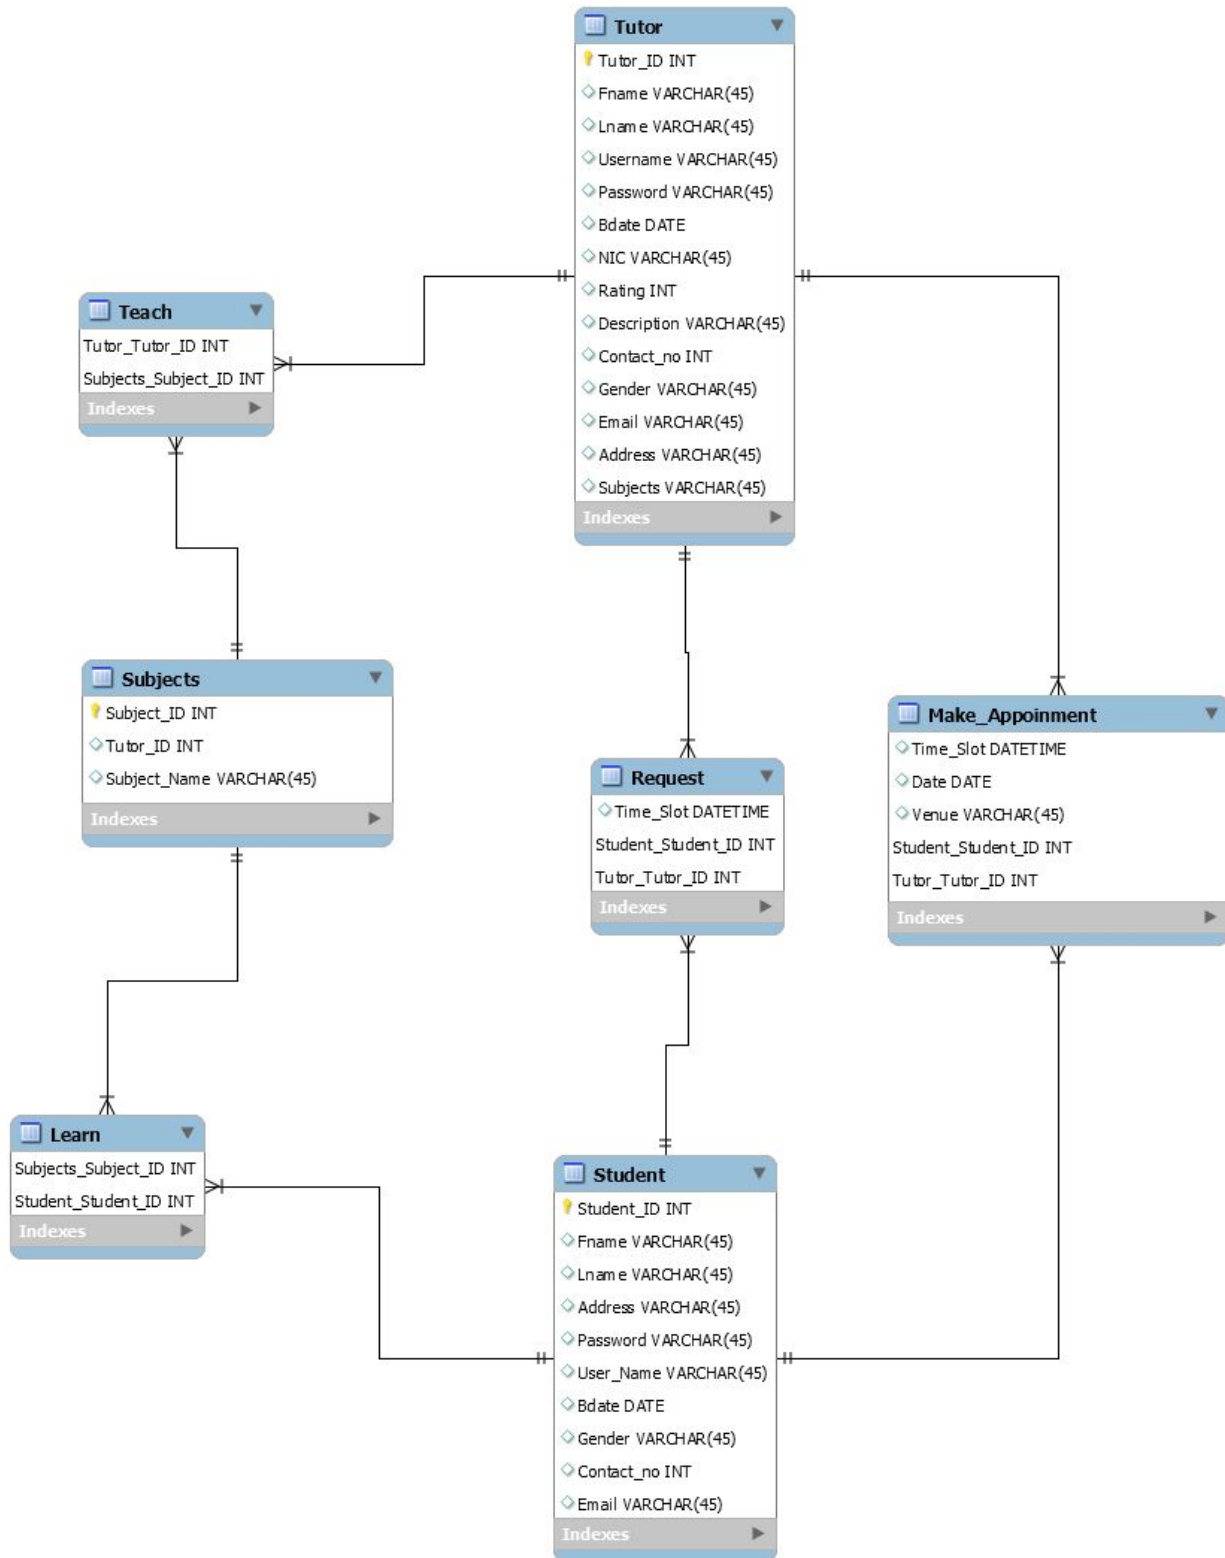 Tutor
Tutor_ID INT
Fname VARCHAR(45)
Lname VARCHAR(45)
Username VARCHAR(45)
Password VARCHAR(45)
Bdate DATE
NIC VARCHAR(45)
Rating INT
Description VARCHAR(45)
Contact_no INT
Gender VARCHAR(45)
Email VARCHAR(45)
Address VARCHAR(45)
Subjects VARCHAR(45)
Indexes
Teach
Tutor_Tutor_ID INT
Subjects_Subject_ID INT
Indexes
Subjects
Subject_ID INT
Tutor_ID INT
Subject_Name VARCHAR(45)
Indexes
Request
Time_Slot DATETIME
Student_Student_ID INT
Tutor_Tutor_ID INT
Indexes
Make_Appoinment
Time_Slot DATETIME
Date DATE
Venue VARCHAR(45)
Student_Student_ID INT
Tutor_Tutor_ID INT
Indexes
Learn
Subjects_Subject_ID INT
Student_Student_ID INT
Indexes
Student
Student_ID INT
Fname VARCHAR(45)
Lname VARCHAR(45)
Address VARCHAR(45)
Password VARCHAR(45)
User_Name VARCHAR(45)
Bdate DATE
Gender VARCHAR(45)
Contact_no INT
Email VARCHAR(45)
Indexes